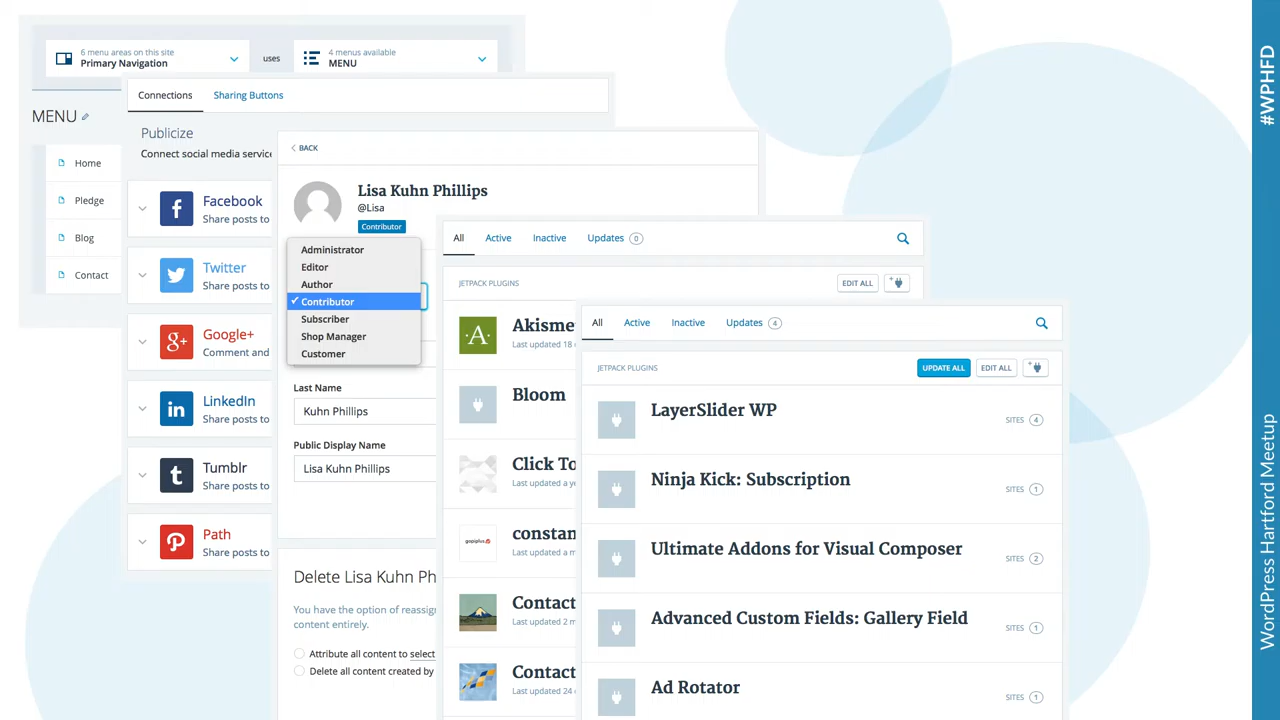 6 menu areas on this site
Primary Navigation
uses
4 menus available
MENU
MENU
Home
Pledge
Blog
Contact
Connections
Sharing Buttons
Publicize
Connect social media service
Facebook
Share posts to
Twitter
Share posts to
Google+
Comment and
LinkedIn
Share posts to
Tumblr
Share posts to
Path
Share posts to
BACK
Lisa Kuhn Phillips
@Lisa
Contributor
Administrator
Editor
Author
✓ Contributor
Subscriber
Shop Manager
Customer
Last Name
Kuhn Phillips
Public Display Name
Lisa Kuhn Phillips
Delete Lisa Kuhn Ph
You have the option of reassig
content entirely.
Attribute all content to select
Delete all content created by
All
Active
Inactive
Updates 0
JETPACK PLUGINS
EDIT ALL
A
Akisme
Last updated 18
Bloom
Click To
Last updated a ye
gopiplus
constan
Last updated a m
Contact
Last updated 2 m
Contact
Last updated 24
All
Active
Inactive
Updates 4
JETPACK PLUGINS
UPDATE ALL
EDIT ALL
LayerSlider WP
SITES 4
Ninja Kick: Subscription
SITES 1
Ultimate Addons for Visual Composer
SITES 2
Advanced Custom Fields: Gallery Field
SITES 1
Ad Rotator
SITES 1
#WPHFD
WordPress Hartford Meetup